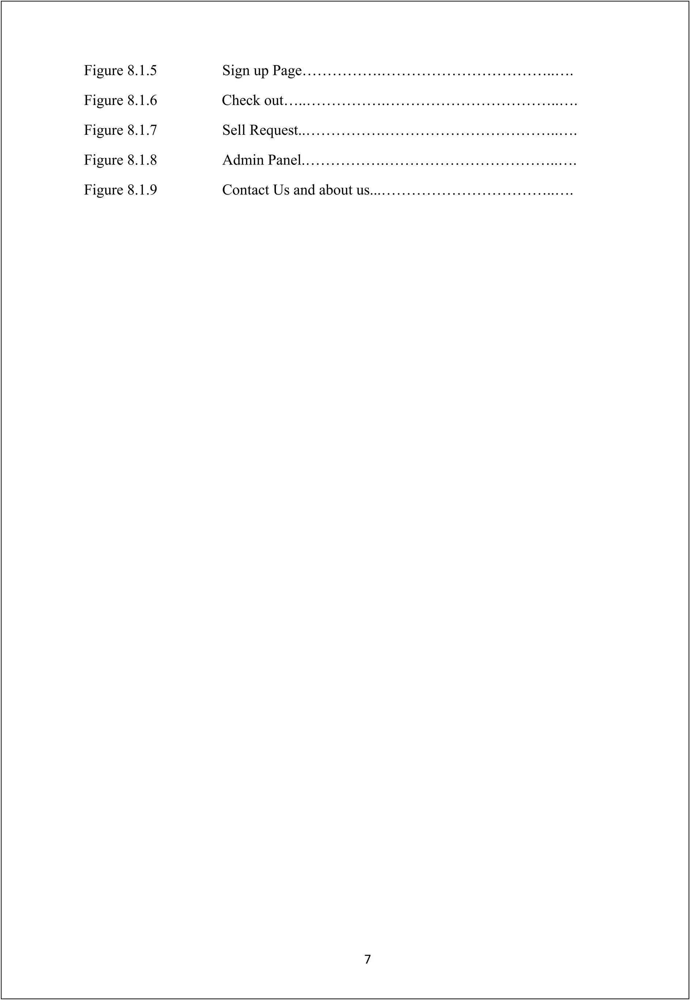 Figure 8.1.5 Sign up Page…………….……………………………..….
Figure 8.1.6 Check out…..…………….……………………………..….
Figure 8.1.7 Sell Request..…………….……………………………..….
Figure 8.1.8 Admin Panel.…………….……………………………..….
Figure 8.1.9 Contact Us and about us...……………………………..….
7